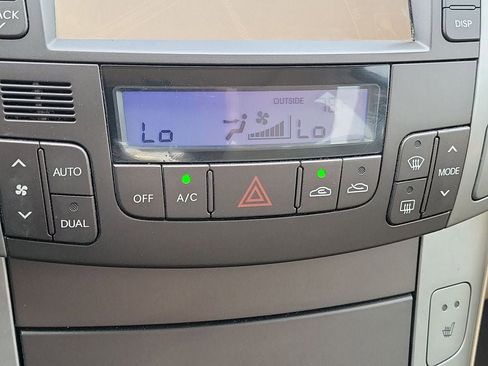 ACK
DISP
OUTSIDE
Lo
Lo
AUTO
DUAL
OFF
A/C
MODE